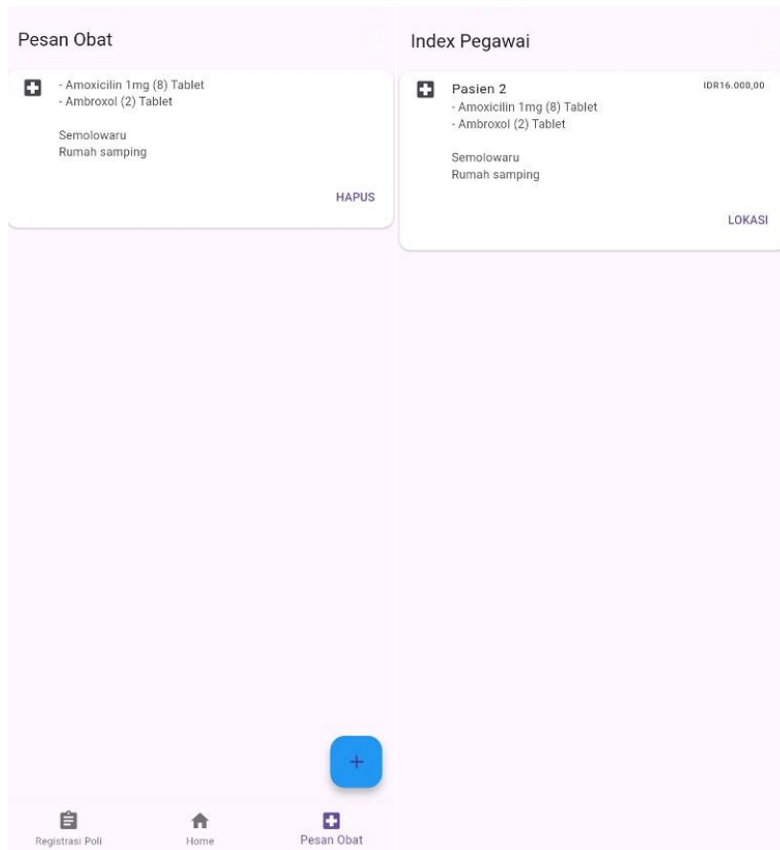 Pesan Obat
- Amoxicilin 1mg (8) Tablet
- Ambroxol (2) Tablet
Semolowaru
Rumah samping
HAPUS
+
Registrasi Poli
Home
Pesan Obat
Index Pegawai
Pasien 2
IDR16.000,00
- Amoxicilin 1mg (8) Tablet
- Ambroxol (2) Tablet
Semolowaru
Rumah samping
LOKASI